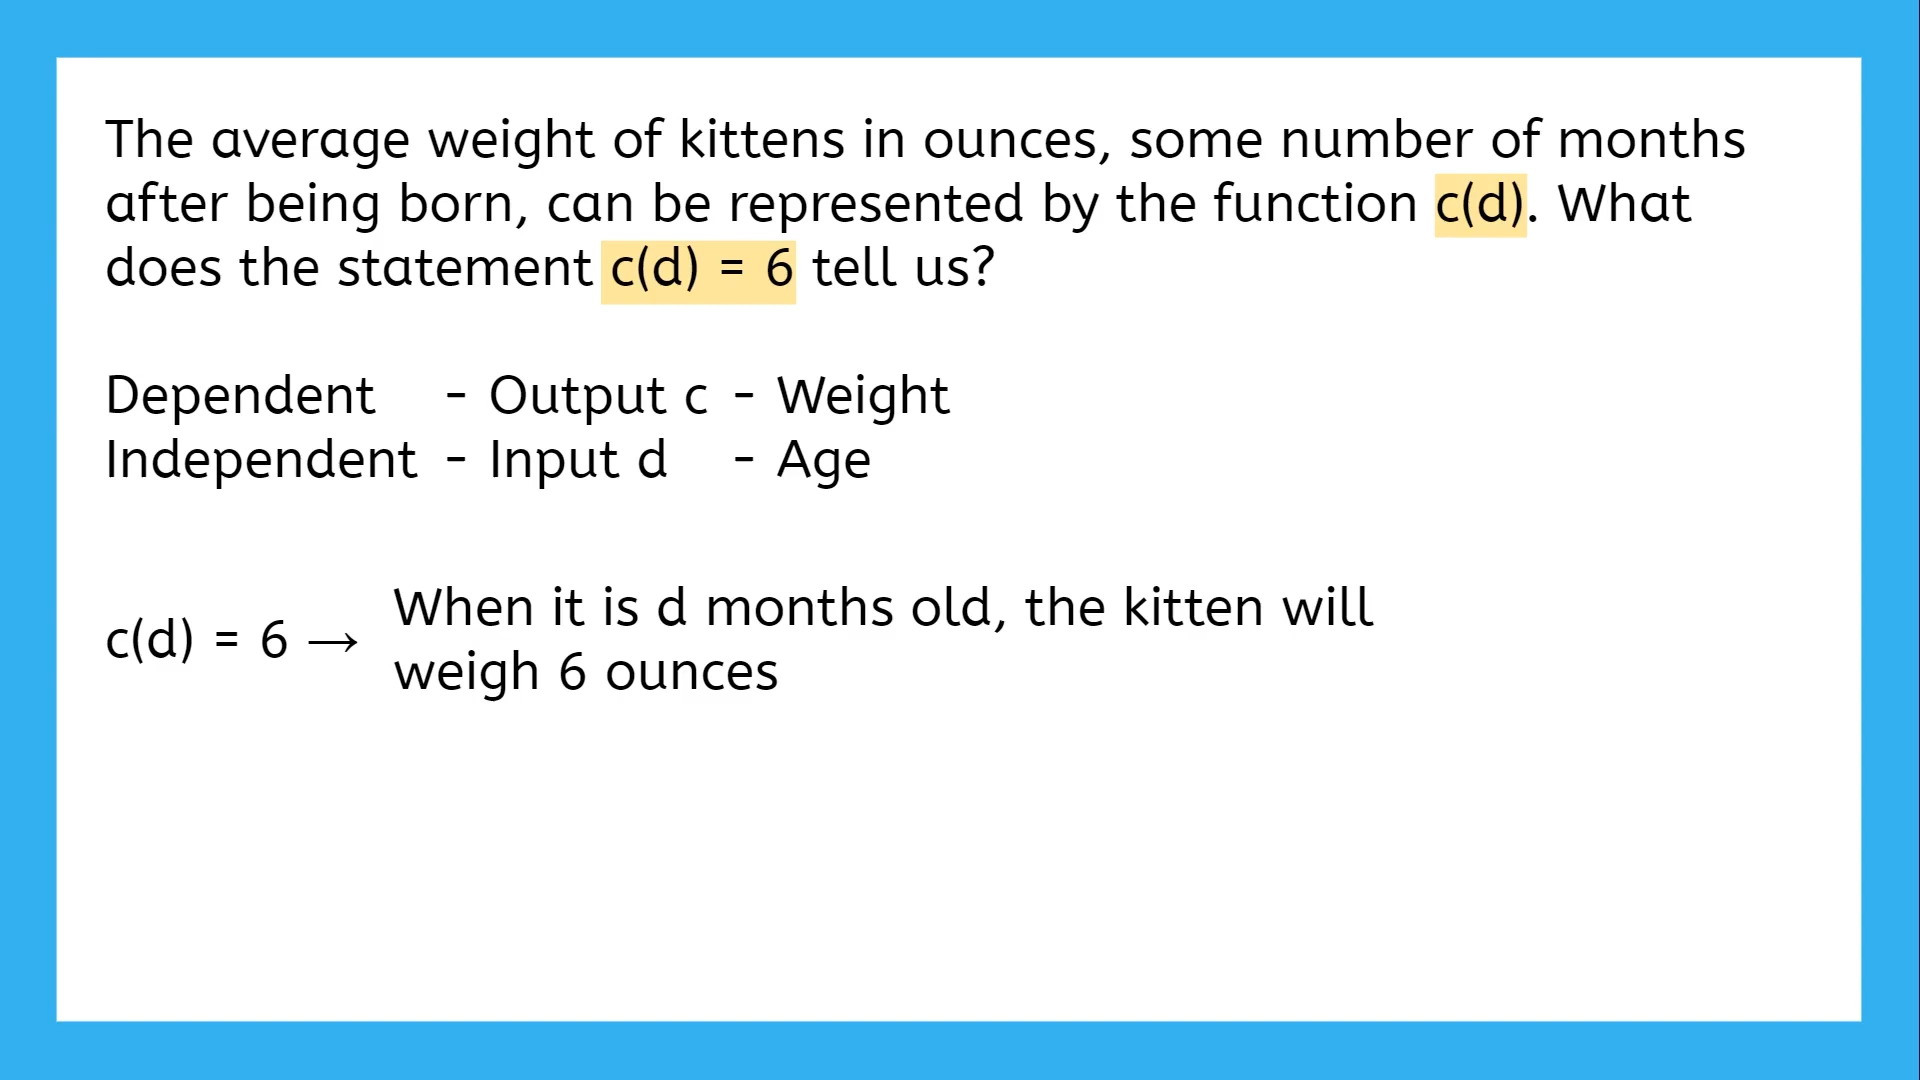 The average weight of kittens in ounces, some number of months
after being born, can be represented by the function c(d). What
does the statement c(d) = 6 tell us?
Dependent - Output c - Weight
Independent - Input d - Age
c(d) = 6 → When it is d months old, the kitten will
weigh 6 ounces